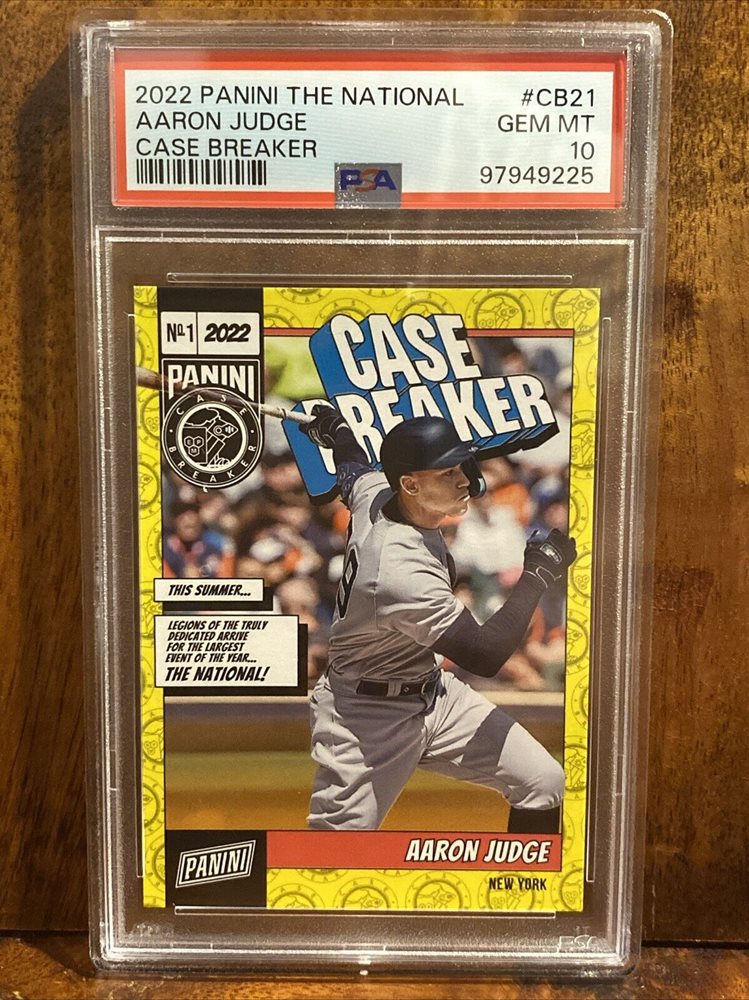 2022 PANINI THE NATIONAL #CB21
AARON JUDGE GEM MT
CASE BREAKER 10
PSA 97949225
Nº1 2022
PANINI
CASE
BREAKER
CASE
BREAKER
THIS SUMMER...
LEGIONS OF THE TRULY
DEDICATED ARRIVE
FOR THE LARGEST
EVENT OF THE YEAR...
THE NATIONAL!
PANINI
AARON JUDGE
NEW YORK